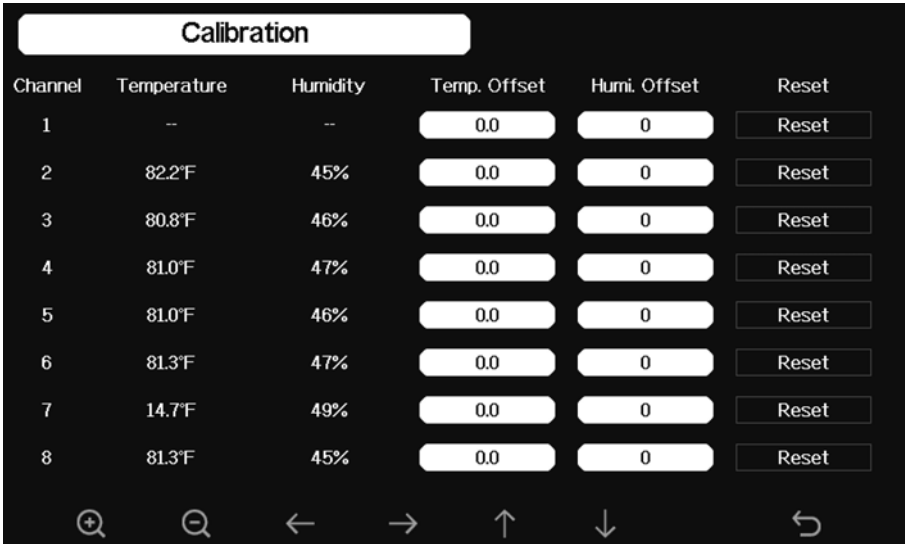 Calibration
Channel Temperature Humidity Temp. Offset Humi. Offset Reset
1 -- -- 0.0 0 Reset
2 82.2°F 45% 0.0 0 Reset
3 80.8°F 46% 0.0 0 Reset
4 81.0°F 47% 0.0 0 Reset
5 81.0°F 46% 0.0 0 Reset
6 81.3°F 47% 0.0 0 Reset
7 14.7°F 49% 0.0 0 Reset
8 81.3°F 45% 0.0 0 Reset